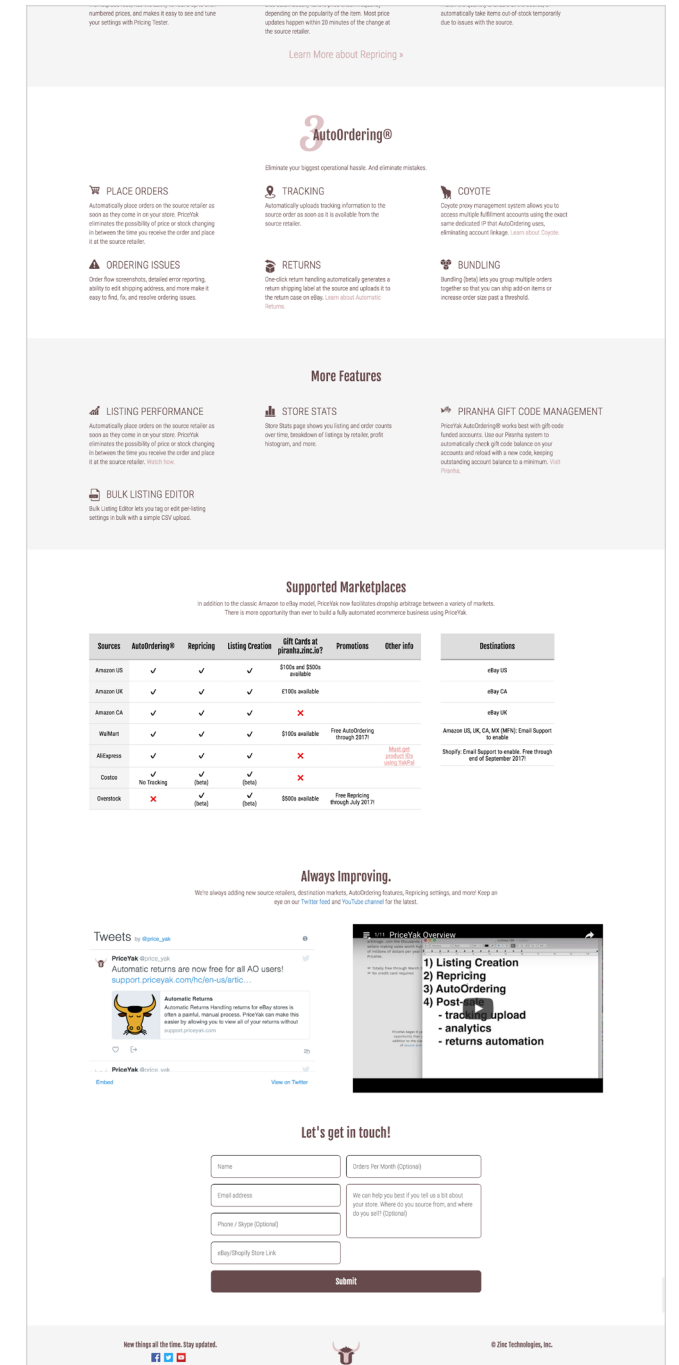 numbered prices, and makes it easy to see and tune
your settings with Pricing Tester.
depending on the popularity of the item. Most price
updates happen within 20 minutes of the change at
the source retailer.
automatically take items out-of-stock temporarily
due to issues with the source.
Learn More about Repricing »
3
AutoOrdering®
Eliminate your biggest operational hassle. And eliminate mistakes.
PLACE ORDERS
Automatically place orders on the source retailer as
soon as they come in on your store. PriceYak
eliminates the possibility of price or stock changing
in between the time you receive the order and place
it at the source retailer.
TRACKING
Automatically uploads tracking information to the
source order as soon as it is available from the
source retailer.
COYOTE
Coyote proxy management system allows you to
access multiple fulfillment accounts using the exact
same dedicated IP that AutoOrdering uses,
eliminating account linkage. Learn about Coyote.
ORDERING ISSUES
Order flow screenshots, detailed error reporting,
ability to edit shipping address, and more make it
easy to find, fix, and resolve ordering issues.
RETURNS
One-click return handling automatically generates a
return shipping label at the source and uploads it to
the return case on eBay. Learn about Automatic
Returns.
BUNDLING
Bundling (beta) lets you group multiple orders
together so that you can ship add-on items or
increase order size past a threshold.
More Features
LISTING PERFORMANCE
Automatically place orders on the source retailer as
soon as they come in on your store. PriceYak
eliminates the possibility of price or stock changing
in between the time you receive the order and place
it at the source retailer. Watch now.
STORE STATS
Store Stats page shows you listing and order counts
over time, breakdown of listings by retailer, profit
histogram, and more.
PIRANHA GIFT CODE MANAGEMENT
PriceYak AutoOrdering® works best with gift-code
funded accounts. Use our Piranha system to
automatically check gift code balance on your
accounts and reload with a new code, keeping
outstanding account balance to a minimum. Visit
Piranha.
BULK LISTING EDITOR
Bulk Listing Editor lets you tag or edit per-listing
settings in bulk with a simple CSV upload.
Supported Marketplaces
In addition to the classic Amazon to eBay model, PriceYak now facilitates dropship arbitrage between a variety of markets.
There is more opportunity than ever to build a fully automated ecommerce business using PriceYak.
Sources AutoOrdering® Repricing Listing Creation Gift Cards at piranha.zinc.io? Promotions Other info
Amazon US ✓ ✓ ✓ $100s and $500s available
Amazon UK ✓ ✓ ✓ £100s available
Amazon CA ✓ ✓ ✓ ✕
WalMart ✓ ✓ ✓ $100s available Free AutoOrdering through 2017!
AliExpress ✓ ✓ ✓ ✕ Must get product IDs using YakPal
Costco ✓ No Tracking ✓ (beta) ✓ (beta) ✕
Overstock ✕ ✓ (beta) ✓ (beta) $500s available Free Repricing through July 2017!
Destinations
eBay US
eBay CA
eBay UK
Amazon US, UK, CA, MX (MFN): Email Support
to enable
Shopify: Email Support to enable. Free through
end of September 2017!
Always Improving.
We're always adding new source retailers, destination markets, AutoOrdering features, Repricing settings, and more! Keep an
eye on our Twitter feed and YouTube channel for the latest.
Tweets by @price_yak
PriceYak @price_yak
Automatic returns are now free for all AO users!
support.priceyak.com/hc/en-us/artic…
Automatic Returns
Automatic Returns Handling returns for eBay stores is
often a painful, manual process. PriceYak can make this
easier by allowing you to view all of your returns without
support.priceyak.com
PriceYak @price_yak
Embed
View on Twitter
1/11 PriceYak Overview
1) Listing Creation
2) Repricing
3) AutoOrdering
4) Post-sale
- tracking upload
- analytics
- returns automation
Let's get in touch!
Name
Orders Per Month (Optional)
Email address
We can help you best if you tell us a bit about
your store. Where do you source from, and where
do you sell? (Optional)
Phone / Skype (Optional)
eBay/Shopify Store Link
Submit
New things all the time. Stay updated.
© Zinc Technologies, Inc.